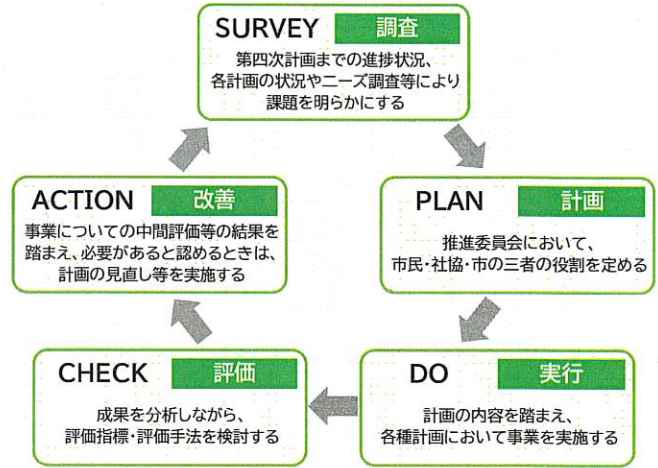 SURVEY 調査
第四次計画までの進捗状況、
各計画の状況やニーズ調査等により
課題を明らかにする
ACTION 改善
事業についての中間評価等の結果を
踏まえ、必要があると認めるときは、
計画の見直し等を実施する
PLAN 計画
推進委員会において、
市民・社協・市の三者の役割を定める
CHECK 評価
成果を分析しながら、
評価指標・評価手法を検討する
DO 実行
計画の内容を踏まえ、
各種計画において事業を実施する